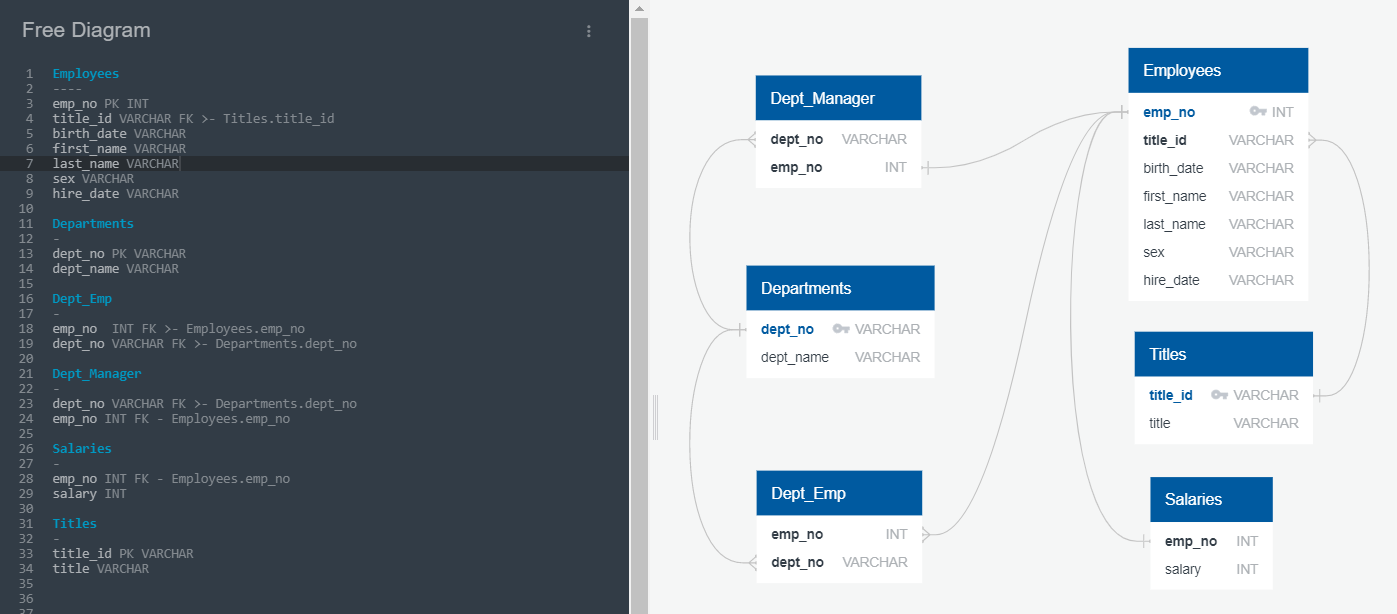 Free Diagram
1 Employees
2 ----
3 emp_no PK INT
4 title_id VARCHAR FK >- Titles.title_id
5 birth_date VARCHAR
6 first_name VARCHAR
7 last_name VARCHAR
8 sex VARCHAR
9 hire_date VARCHAR
10
11 Departments
12 -
13 dept_no PK VARCHAR
14 dept_name VARCHAR
15
16 Dept_Emp
17 -
18 emp_no  INT FK >- Employees.emp_no
19 dept_no VARCHAR FK >- Departments.dept_no
20
21 Dept_Manager
22 -
23 dept_no VARCHAR FK >- Departments.dept_no
24 emp_no INT FK - Employees.emp_no
25
26 Salaries
27 -
28 emp_no INT FK - Employees.emp_no
29 salary INT
30
31 Titles
32 -
33 title_id PK VARCHAR
34 title VARCHAR
35
36
37
Dept_Manager
dept_no VARCHAR
emp_no INT
Departments
dept_no VARCHAR
dept_name VARCHAR
Dept_Emp
emp_no INT
dept_no VARCHAR
Employees
emp_no INT
title_id VARCHAR
birth_date VARCHAR
first_name VARCHAR
last_name VARCHAR
sex VARCHAR
hire_date VARCHAR
Titles
title_id VARCHAR
title VARCHAR
Salaries
emp_no INT
salary INT